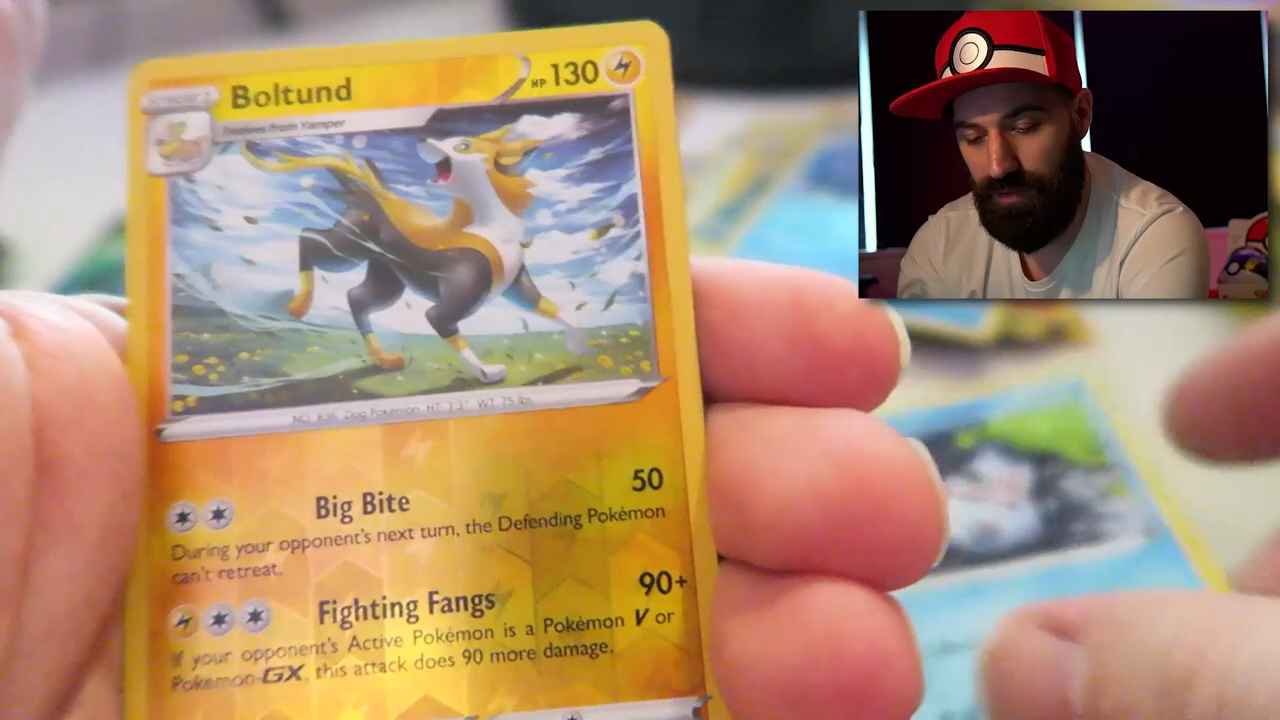 STAGE 1
Boltund
HP 130
Evolves from Yamper
NO. 836 Dog Pokémon HT: 3'3" WT: 75 lbs.
Big Bite 50
During your opponent's next turn, the Defending Pokémon
can't retreat.
Fighting Fangs 90+
If your opponent's Active Pokémon is a Pokémon V or
Pokémon-GX, this attack does 90 more damage.